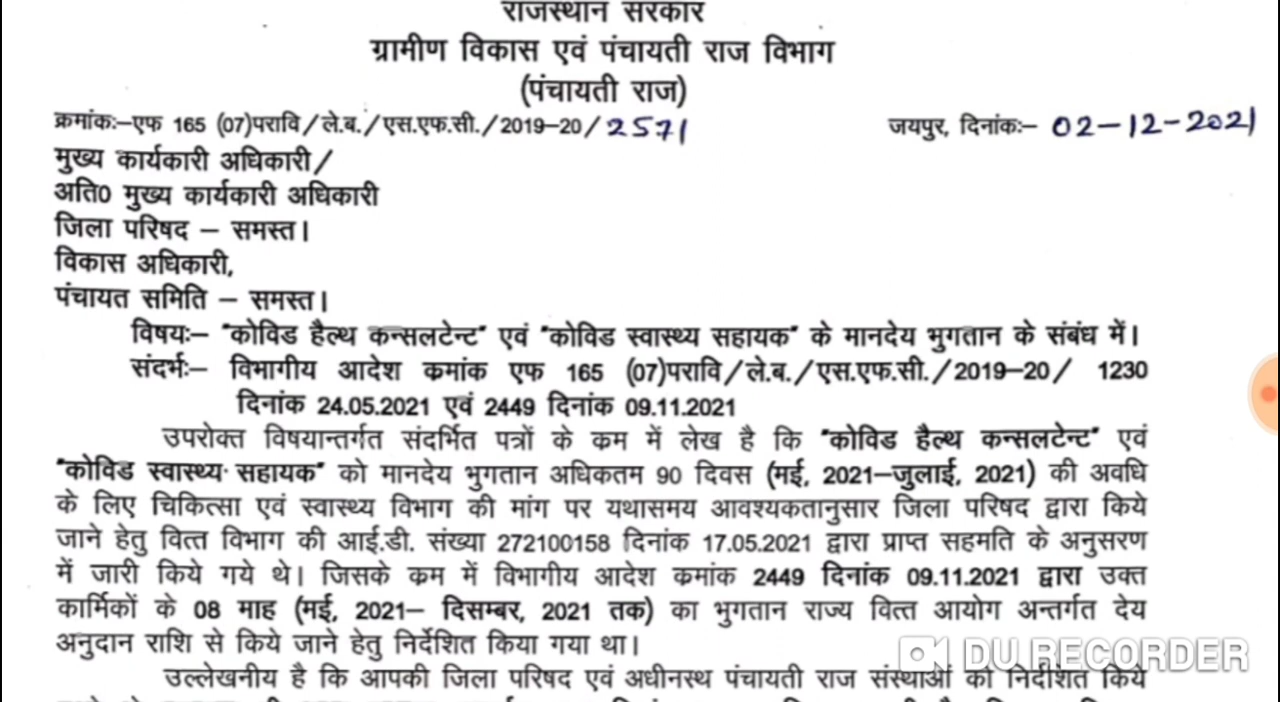 राजस्थान सरकार
ग्रामीण विकास एवं पंचायती राज विभाग
(पंचायती राज)
क्रमांकः–एफ 165 (07)परावि/ले.ब./एस.एफ.सी./2019–20/2571 जयपुर, दिनांकः– 02-12-2021
मुख्य कार्यकारी अधिकारी/
अति0 मुख्य कार्यकारी अधिकारी
जिला परिषद – समस्त।
विकास अधिकारी,
पंचायत समिति – समस्त।
विषयः– "कोविड हैल्थ कन्सलटेन्ट" एवं "कोविड स्वास्थ्य सहायक" के मानदेय भुगतान के संबंध में।
संदर्भः– विभागीय आदेश क्रमांक एफ 165 (07)परावि/ले.ब./एस.एफ.सी./2019–20/ 1230
दिनांक 24.05.2021 एवं 2449 दिनांक 09.11.2021
उपरोक्त विषयान्तर्गत संदर्भित पत्रों के क्रम में लेख है कि "कोविड हैल्थ कन्सलटेन्ट" एवं
"कोविड स्वास्थ्य सहायक" को मानदेय भुगतान अधिकतम 90 दिवस (मई, 2021–जुलाई, 2021) की अवधि
के लिए चिकित्सा एवं स्वास्थ्य विभाग की मांग पर यथासमय आवश्यकतानुसार जिला परिषद द्वारा किये
जाने हेतु वित्त विभाग की आई.डी. संख्या 272100158 दिनांक 17.05.2021 द्वारा प्राप्त सहमति के अनुसरण
में जारी किये गये थे। जिसके क्रम में विभागीय आदेश क्रमांक 2449 दिनांक 09.11.2021 द्वारा उक्त
कार्मिकों के 08 माह (मई, 2021– दिसम्बर, 2021 तक) का भुगतान राज्य वित्त आयोग अन्तर्गत देय
अनुदान राशि से किये जाने हेतु निर्देशित किया गया था।
उल्लेखनीय है कि आपकी जिला परिषद एवं अधीनस्थ पंचायती राज संस्थाओं को निर्देशित किये
DU RECORDER